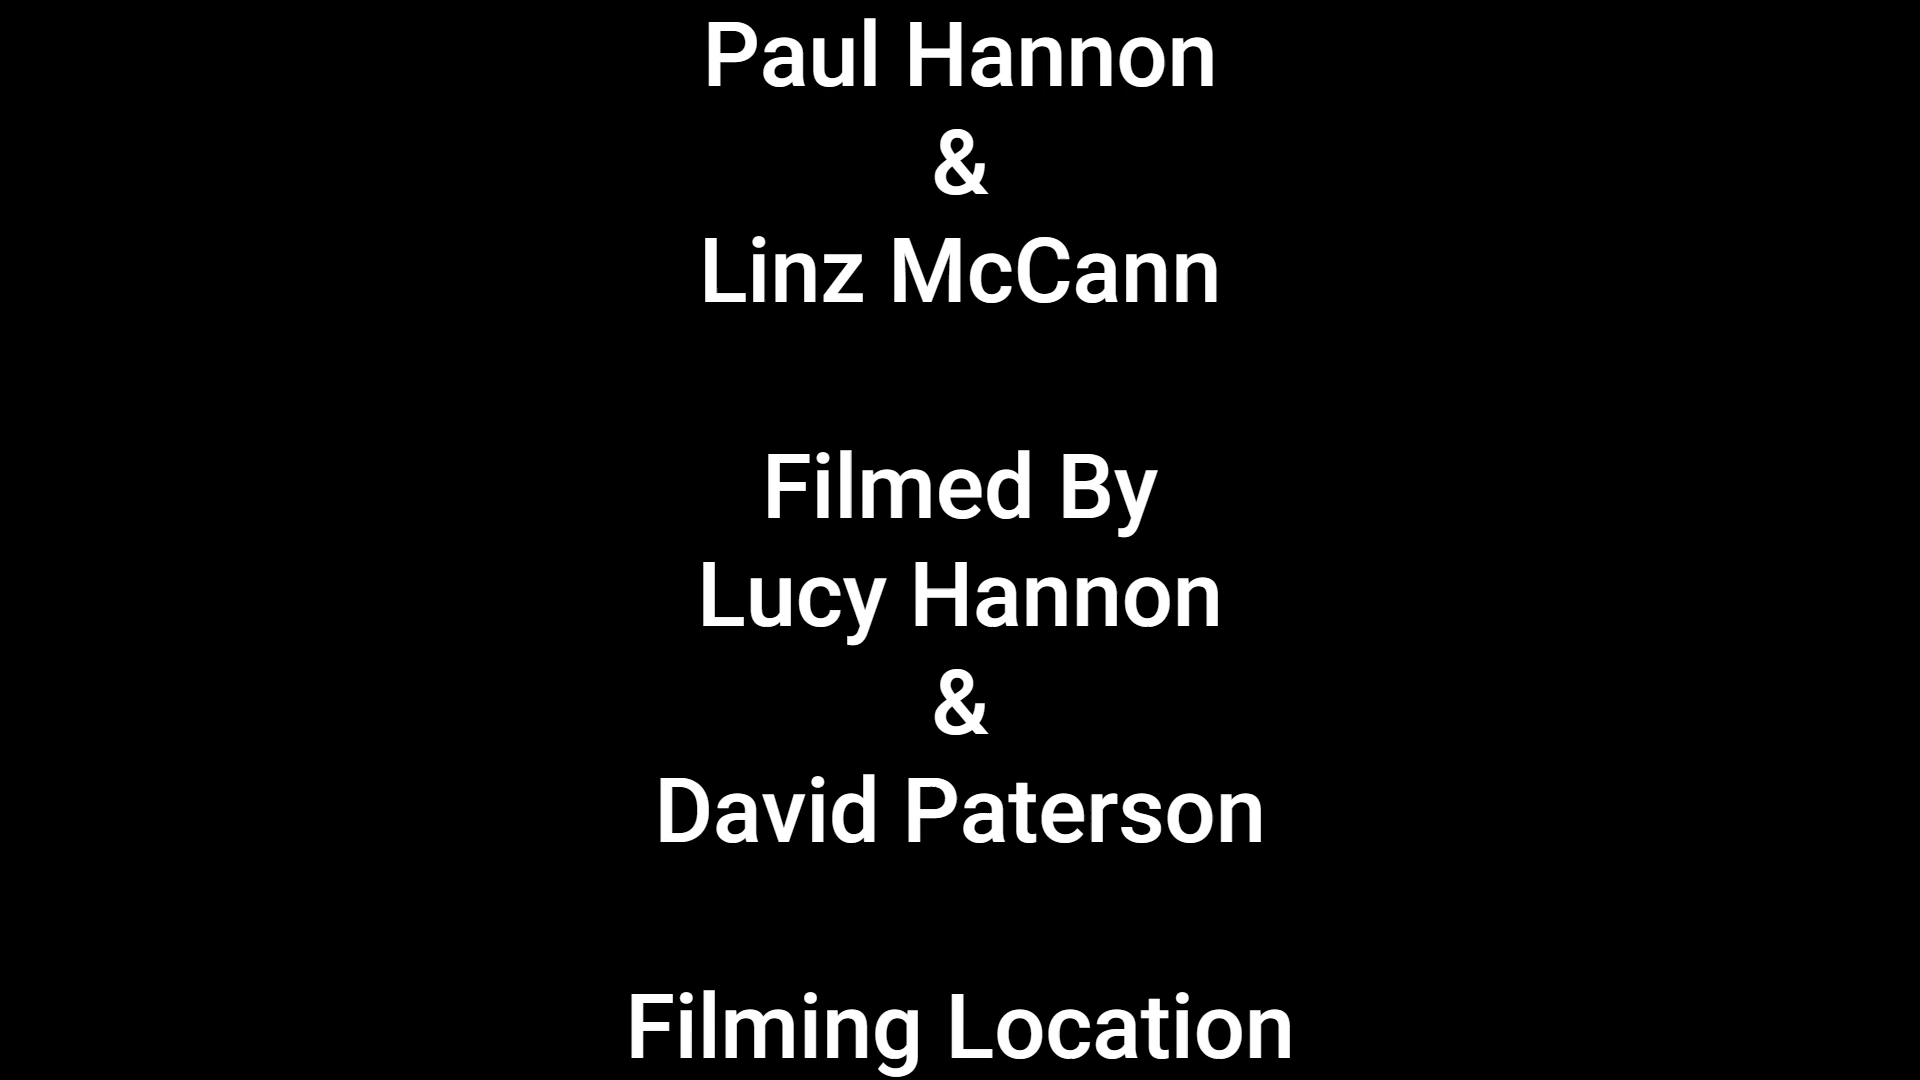 Paul Hannon
&
Linz McCann
Filmed By
Lucy Hannon
&
David Paterson
Filming Location